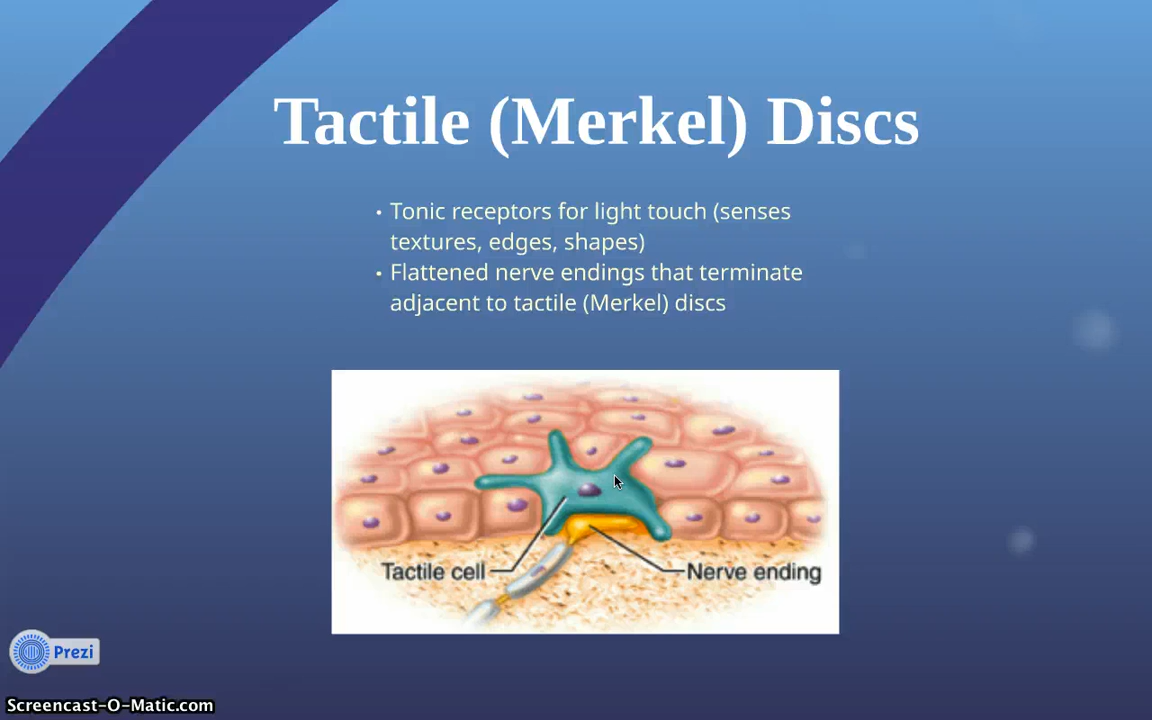 Tactile (Merkel) Discs
• Tonic receptors for light touch (senses
textures, edges, shapes)
• Flattened nerve endings that terminate
adjacent to tactile (Merkel) discs
Tactile cell
Nerve ending
Prezi
Screencast-O-Matic.com